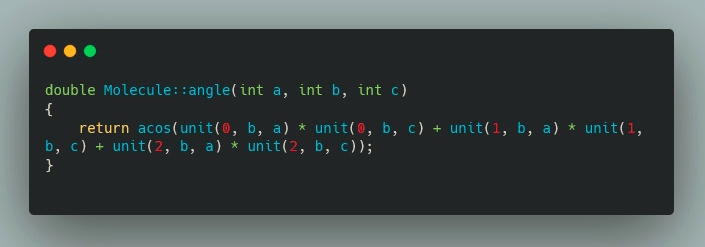 double Molecule::angle(int a, int b, int c)
{
    return acos(unit(0, b, a) * unit(0, b, c) + unit(1, b, a) * unit(1,
b, c) + unit(2, b, a) * unit(2, b, c));
}